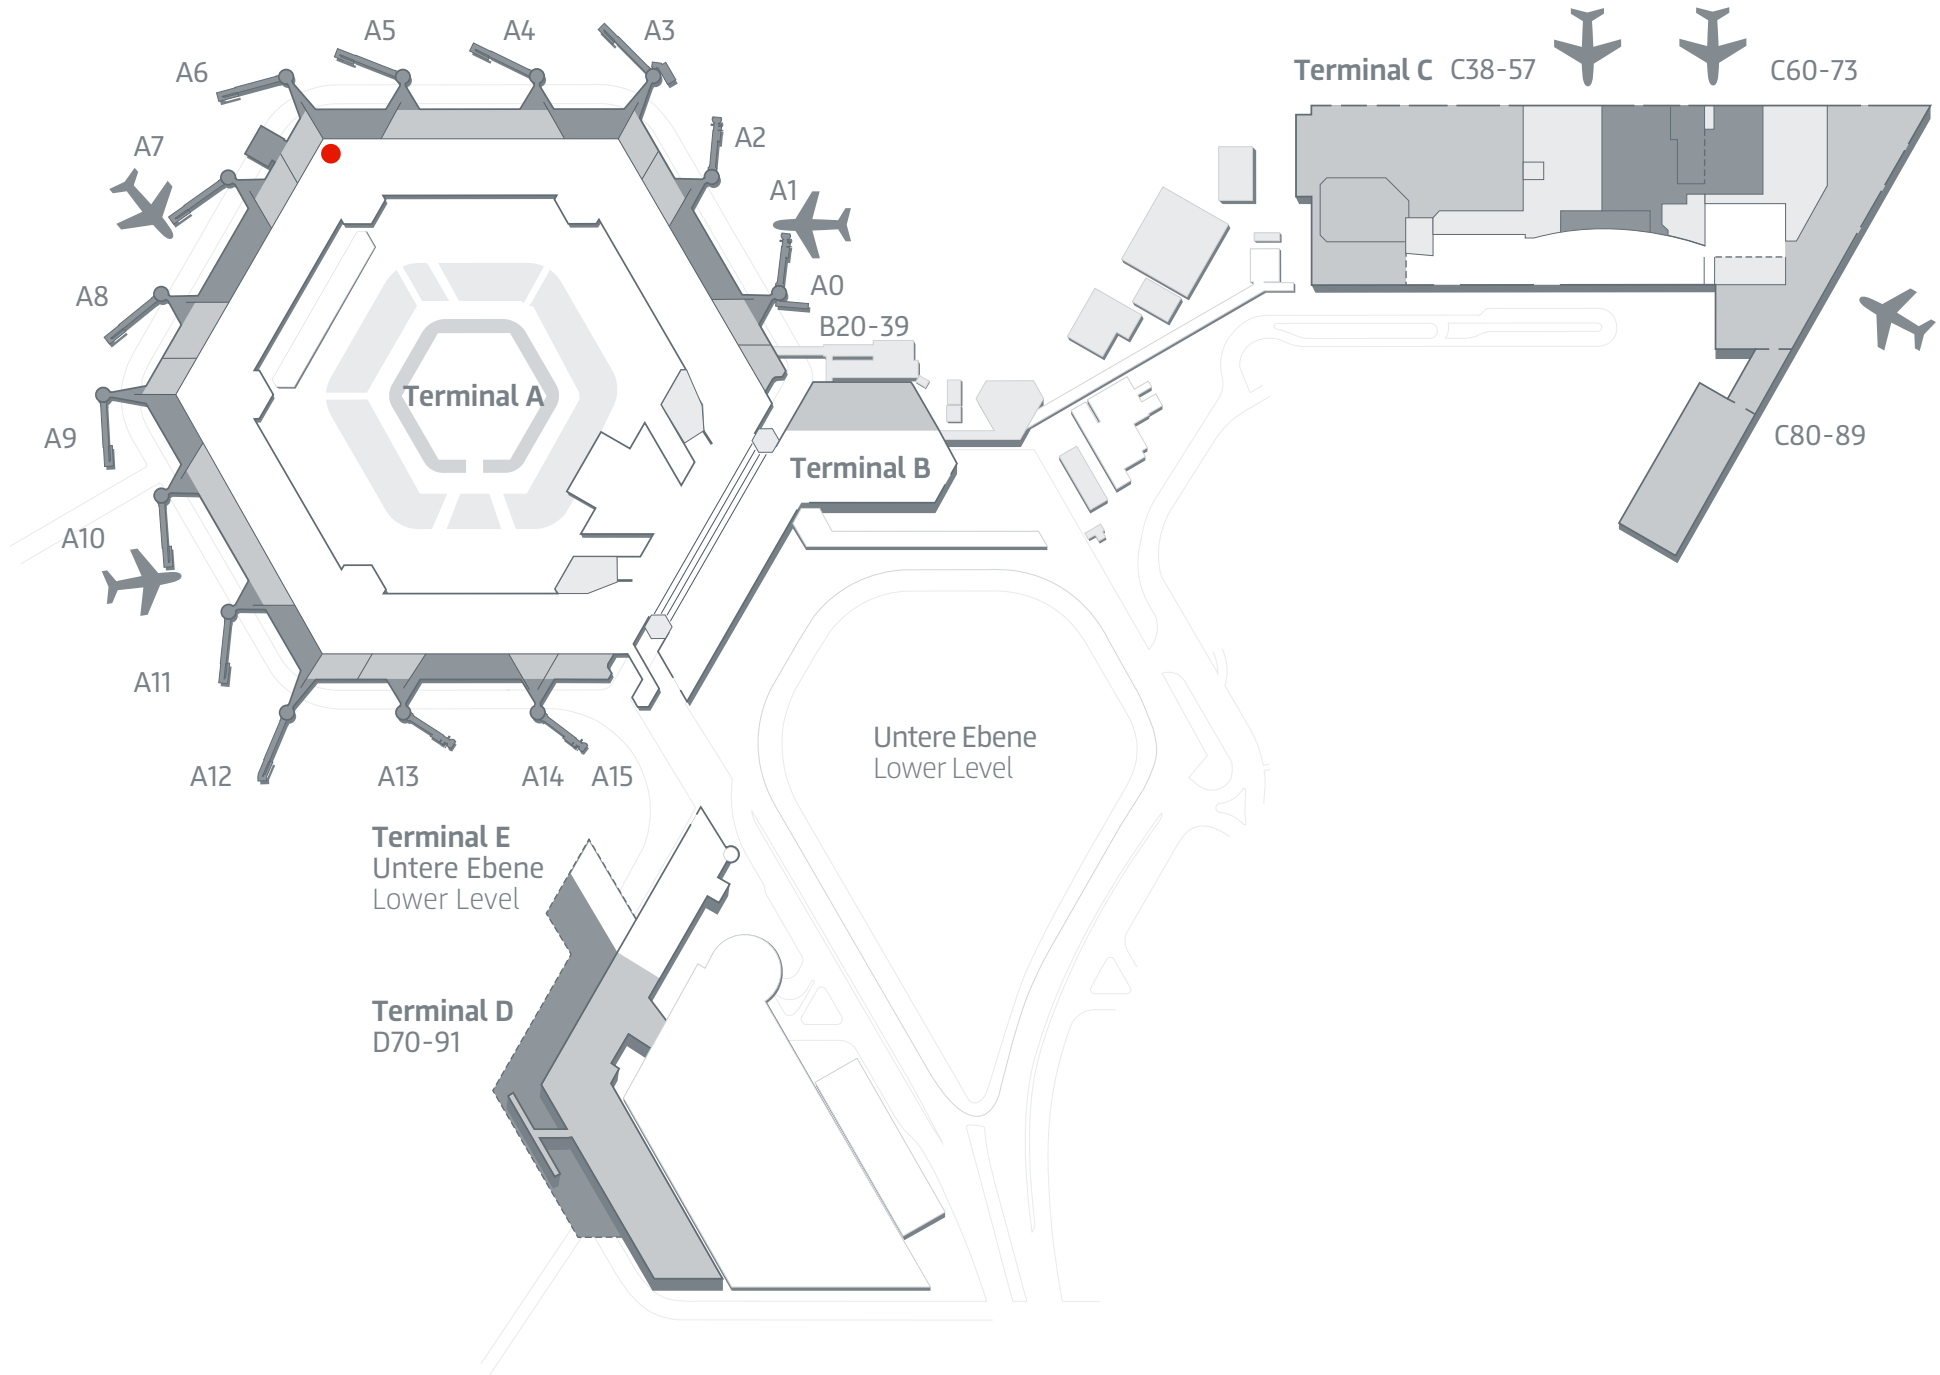 A5
A4
A3
A6
Terminal C C38-57
C60-73
A7
A2
A1
A8
A0
B20-39
Terminal A
A9
C80-89
Terminal B
A10
A11
Untere Ebene
Lower Level
A12
A13
A14
A15
Terminal E
Untere Ebene
Lower Level
Terminal D
D70-91